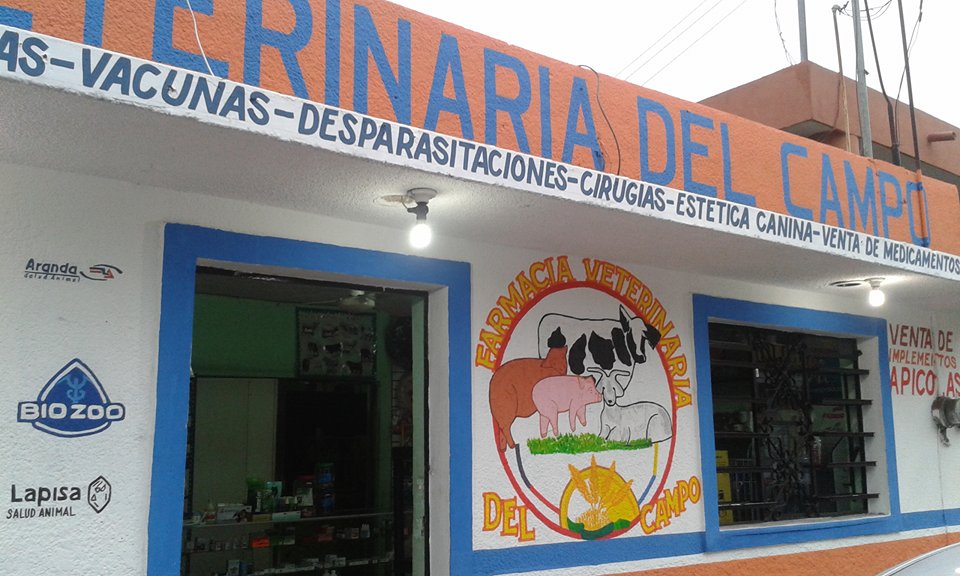 ETERINARIA DEL CAMPO
AS-VACUNAS-DESPARASITACIONES-CIRUGIAS-ESTETICA CANINA-VENTA DE MEDICAMENTOS
Aranda
Salud Animal
BIOZOO
Lapisa
SALUD ANIMAL
FARMACIA VETERINARIA
DEL CAMPO
VENTA DE
IMPLEMENTOS
APICOLAS